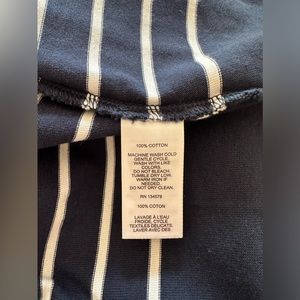 100% COTTON
MACHINE WASH COLD
GENTLE CYCLE.
WASH WITH LIKE
COLORS.
DO NOT BLEACH.
TUMBLE DRY LOW.
WARM IRON IF
NEEDED.
DO NOT DRY CLEAN.
RN 134578
100% COTON
LAVAGE À L'EAU
FROIDE, CYCLE
TEXTILES DÉLICATS.
LAVER AVEC DES